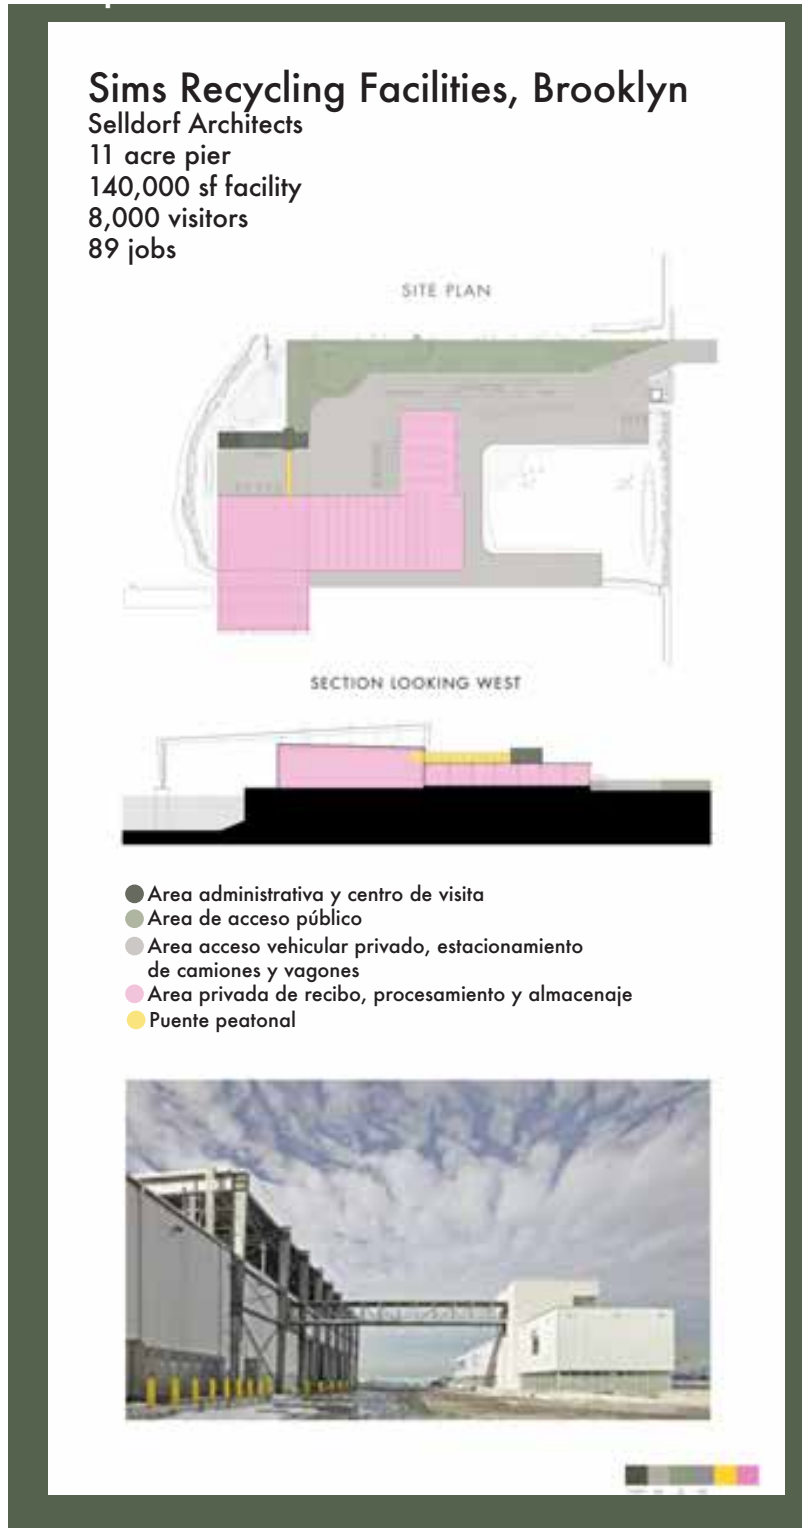 Sims Recycling Facilities, Brooklyn
Selldorf Architects
11 acre pier
140,000 sf facility
8,000 visitors
89 jobs
SITE PLAN
SECTION LOOKING WEST
Area administrativa y centro de visita
Area de acceso público
Area acceso vehicular privado, estacionamiento
de camiones y vagones
Area privada de recibo, procesamiento y almacenaje
Puente peatonal